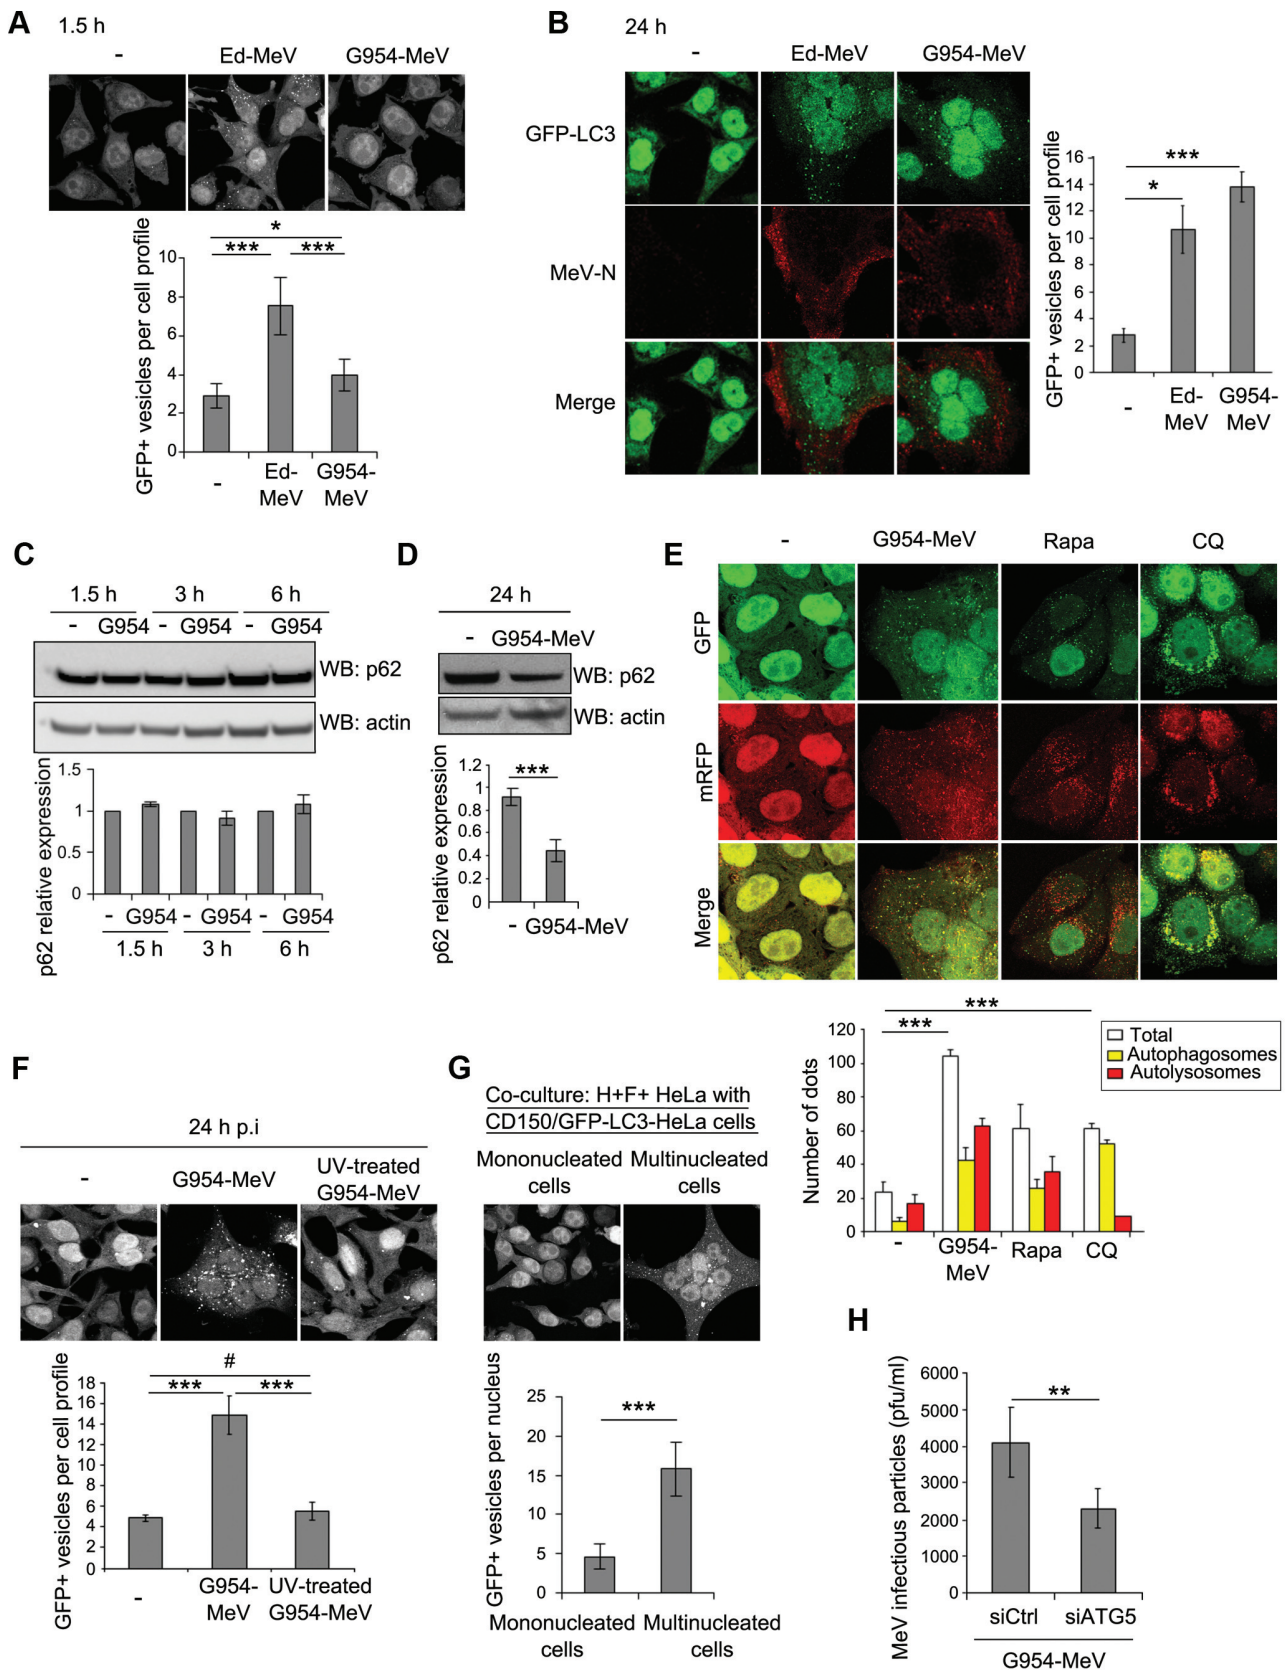 A
1.5 h
- Ed-MeV G954-MeV
*
*** ***
GFP+ vesicles per cell profile
10
8
6
4
2
0
- Ed-MeV G954-MeV
B
24 h
- Ed-MeV G954-MeV
GFP-LC3
MeV-N
Merge
***
*
GFP+ vesicles per cell profile
16
14
12
10
8
6
4
2
0
- Ed-MeV G954-MeV
C
1.5 h 3 h 6 h
- G954 - G954 - G954
WB: p62
WB: actin
p62 relative expression
1.5
1
0.5
0
- G954 - G954 - G954
1.5 h 3 h 6 h
D
24 h
- G954-MeV
WB: p62
WB: actin
***
p62 relative expression
1.2
1
0.8
0.6
0.4
0.2
0
- G954-MeV
E
- G954-MeV Rapa CQ
GFP
mRFP
Merge
***
***
Total
Autophagosomes
Autolysosomes
Number of dots
120
100
80
60
40
20
0
- G954-MeV Rapa CQ
F
24 h p.i
- G954-MeV UV-treated G954-MeV
#
*** ***
GFP+ vesicles per cell profile
18
16
14
12
10
8
6
4
2
0
- G954-MeV UV-treated G954-MeV
G
Co-culture: H+F+ HeLa with
CD150/GFP-LC3-HeLa cells
Mononucleated cells Multinucleated cells
***
GFP+ vesicles per nucleus
25
20
15
10
5
0
Mononucleated cells Multinucleated cells
H
**
MeV infectious particles (pfu/ml)
6000
5000
4000
3000
2000
1000
0
siCtrl siATG5
G954-MeV